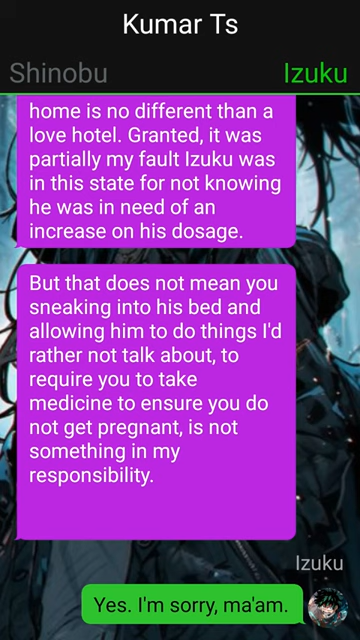 Kumar Ts
Shinobu Izuku
home is no different than a
love hotel. Granted, it was
partially my fault Izuku was
in this state for not knowing
he was in need of an
increase on his dosage.
But that does not mean you
sneaking into his bed and
allowing him to do things I'd
rather not talk about, to
require you to take
medicine to ensure you do
not get pregnant, is not
something in my
responsibility.
Izuku
Yes. I'm sorry, ma'am.